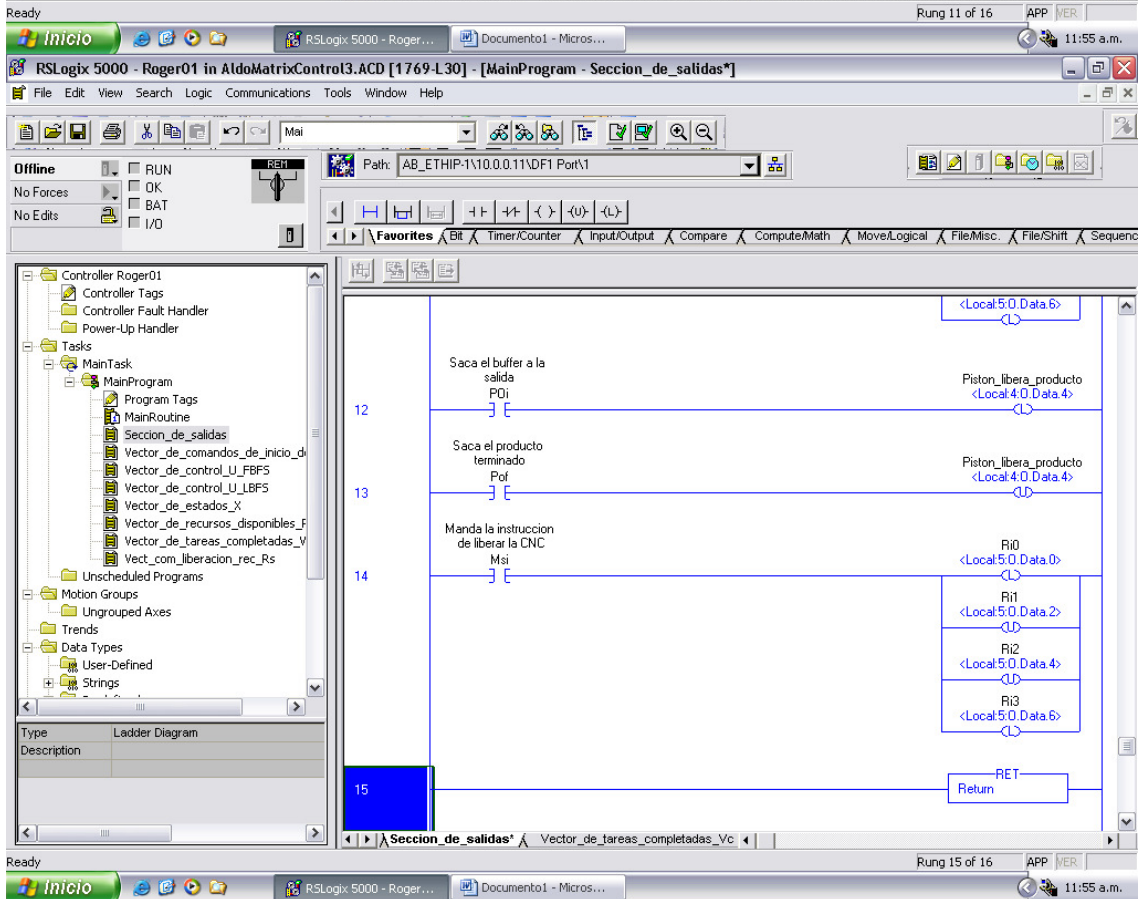 Ready
Rung 11 of 16 APP VER
Inicio RSLogix 5000 - Roger... Documento1 - Micros... 11:55 a.m.
RSLogix 5000 - Roger01 in AldoMatrixControl3.ACD [1769-L30] - [MainProgram - Seccion_de_salidas*]
File Edit View Search Logic Communications Tools Window Help
Mai
Offline
No Forces
No Edits
RUN
OK
BAT
I/O
REM
Path: AB_ETHIP-1\10.0.0.11\DF1 Port\1
Favorites Bit Timer/Counter Input/Output Compare Compute/Math Move/Logical File/Misc. File/Shift Sequenc
Controller Roger01
Controller Tags
Controller Fault Handler
Power-Up Handler
Tasks
MainTask
MainProgram
Program Tags
MainRoutine
Seccion_de_salidas
Vector_de_comandos_de_inicio_d
Vector_de_control_U_FBFS
Vector_de_control_U_LBFS
Vector_de_estados_X
Vector_de_recursos_disponibles_F
Vector_de_tareas_completadas_V
Vect_com_liberacion_rec_Rs
Unscheduled Programs
Motion Groups
Ungrouped Axes
Trends
Data Types
User-Defined
Strings
Type Ladder Diagram
Description
<Local:5:O.Data.6>
L
12
Saca el buffer a la
salida
POi
Piston_libera_producto
<Local:4:O.Data.4>
L
13
Saca el producto
terminado
Pof
Piston_libera_producto
<Local:4:O.Data.4>
U
14
Manda la instruccion
de liberar la CNC
Msi
Ri0
<Local:5:O.Data.0>
L
Ri1
<Local:5:O.Data.2>
U
Ri2
<Local:5:O.Data.4>
U
Ri3
<Local:5:O.Data.6>
L
15
RET
Return
Seccion_de_salidas* Vector_de_tareas_completadas_Vc
Ready
Rung 15 of 16 APP VER
Inicio RSLogix 5000 - Roger... Documento1 - Micros... 11:55 a.m.